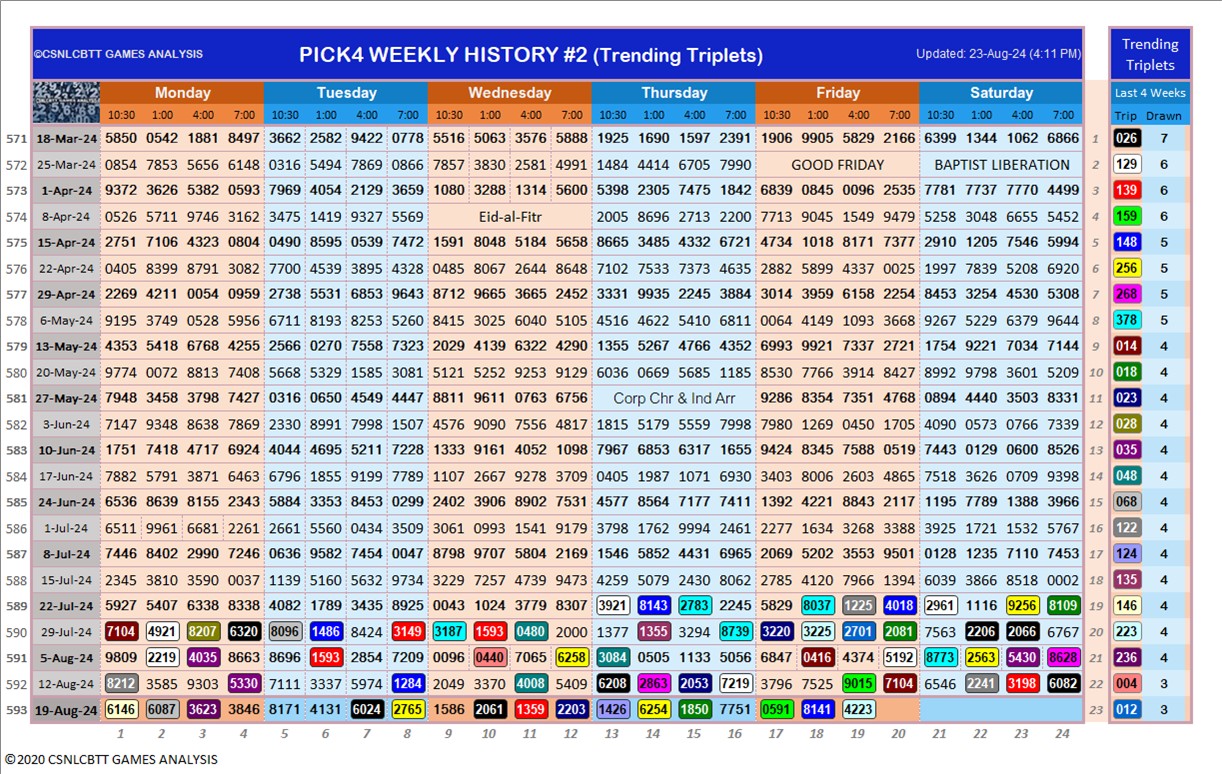 ©CSNLCBTT GAMES ANALYSIS PICK4 WEEKLY HISTORY #2 (Trending Triplets) Updated: 23-Aug-24 (4:11 PM) Trending Triplets
Monday Tuesday Wednesday Thursday Friday Saturday Last 4 Weeks
10:30 1:00 4:00 7:00 10:30 1:00 4:00 7:00 10:30 1:00 4:00 7:00 10:30 1:00 4:00 7:00 10:30 1:00 4:00 7:00 10:30 1:00 4:00 7:00 Trip Drawn
571 18-Mar-24 5850 0542 1881 8497 3662 2582 9422 0776 5516 5063 3576 5888 1925 1690 1597 2391 1906 9905 5829 2166 6399 1344 1062 6866 1 026 7
572 25-Mar-24 0854 7853 5656 6148 0316 5494 7869 0866 7857 3830 2581 4991 1484 4414 6705 7990 GOOD FRIDAY BAPTIST LIBERATION 2 129 6
573 1-Apr-24 9372 3626 5382 0593 7969 4054 2129 3659 1080 3288 1314 5600 5398 2305 7475 1842 6839 0845 0096 2535 7781 7737 7770 4499 3 139 6
574 8-Apr-24 0526 5711 9746 3162 3475 1419 9327 5569 Eid-al-Fitr 2005 8696 2713 2200 7713 9045 1549 9479 5258 3048 6655 5452 4 159 6
575 15-Apr-24 2751 7106 4323 0804 0490 8595 0539 7472 1591 8048 5184 5658 8665 3485 4332 6721 4734 1018 8171 7377 2910 1205 7546 5994 5 148 5
576 22-Apr-24 0405 8399 8791 3082 7700 4539 3895 4328 0485 8067 2644 8648 7102 7533 7573 4635 2882 5899 4337 0025 1997 7839 5208 6920 6 256 5
577 29-Apr-24 2269 4211 0054 0959 2738 5531 6853 9643 8712 9665 3665 2452 3331 9935 2245 3884 3014 3959 6158 2254 8453 3254 4530 5308 7 268 5
578 6-May-24 9195 3749 0528 5956 6711 8193 8253 5260 8415 3025 6040 5105 4516 4622 5410 6811 0064 4149 1093 3668 9267 5229 6379 9644 8 378 5
579 13-May-24 4353 5418 6768 4255 2566 0270 7558 7323 9029 4139 6322 4290 1355 5267 4766 4352 6993 9921 7337 2721 1754 9221 7034 7144 9 014 4
580 20-May-24 9774 0072 8813 7408 5668 5329 1585 3081 5121 5252 9253 9129 6036 0669 5685 1185 8530 7766 3914 8427 8992 9798 3601 5209 10 018 4
581 27-May-24 7948 3458 3798 7427 0316 0650 4549 4447 8811 9611 0763 6756 Corp Chr & Ind Arr 9286 8354 7351 4768 0894 4440 3503 8331 11 023 4
582 3-Jun-24 7147 9348 8638 7869 2330 8991 7998 1507 4576 9090 7556 4817 1815 5179 5559 7998 7980 1269 0450 1705 4090 0573 0766 7339 12 028 4
583 10-Jun-24 1751 7418 4717 6924 4044 4695 5211 7228 1333 9161 4052 1098 7967 6853 6317 1655 9424 8345 7588 0519 7443 0129 0600 8526 13 035 4
584 17-Jun-24 7882 5791 3871 6463 6796 1855 9199 7781 1107 2667 9278 3709 0405 1987 1071 6930 3403 8006 2603 4865 7518 3626 0709 9398 14 048 4
585 24-Jun-24 6536 8639 8155 2343 5884 3353 8453 0299 2402 3906 8902 7531 4577 8564 7177 7411 1392 4221 8843 2117 1195 7789 1388 3966 15 068 4
586 1-Jul-24 6511 9961 6681 2261 2661 5560 0434 3509 3061 0993 1541 9179 3798 1762 9994 2461 2277 1634 3268 3388 3925 1721 1532 5767 16 122 4
587 8-Jul-24 7446 8402 2990 7246 0636 9582 7454 0047 8798 9707 5804 2169 1546 5852 4431 6965 2069 5202 3553 9501 0128 1235 7110 7453 17 124 4
588 15-Jul-24 2345 3810 3590 0037 1139 5160 5632 9734 3229 7257 4739 9473 4259 5079 2430 8062 2785 4120 7966 1394 6039 3866 8518 0002 18 135 4
589 22-Jul-24 5927 5407 6338 8338 4082 1789 3435 8925 0043 1024 3779 8307 3921 8143 2783 2245 5829 8037 1225 4018 2961 1116 9256 8109 19 146 4
590 29-Jul-24 7104 4921 8207 6320 8096 1486 8424 3149 3187 1593 0480 2000 1377 1355 3294 8739 3220 3225 2701 2081 7563 2206 2066 6767 20 223 4
591 5-Aug-24 9809 2219 4035 8663 8696 1593 2884 7209 0096 0440 7065 6258 3084 0505 1133 5056 6847 0416 4374 5192 8773 2563 5430 8628 21 236 4
592 12-Aug-24 8212 3585 9303 5330 7111 3337 5974 1284 2049 3370 4008 5409 6208 2863 2053 7219 3796 7525 9015 7104 6546 2241 3198 6082 22 004 3
593 19-Aug-24 6146 6087 3623 3846 8171 4131 6024 2765 1586 2061 1359 2203 1426 6254 1850 7751 0591 8141 4223 23 012 3
1 2 3 4 5 6 7 8 9 10 11 12 13 14 15 16 17 18 19 20 21 22 23 24
©2020 CSNLCBTT GAMES ANALYSIS